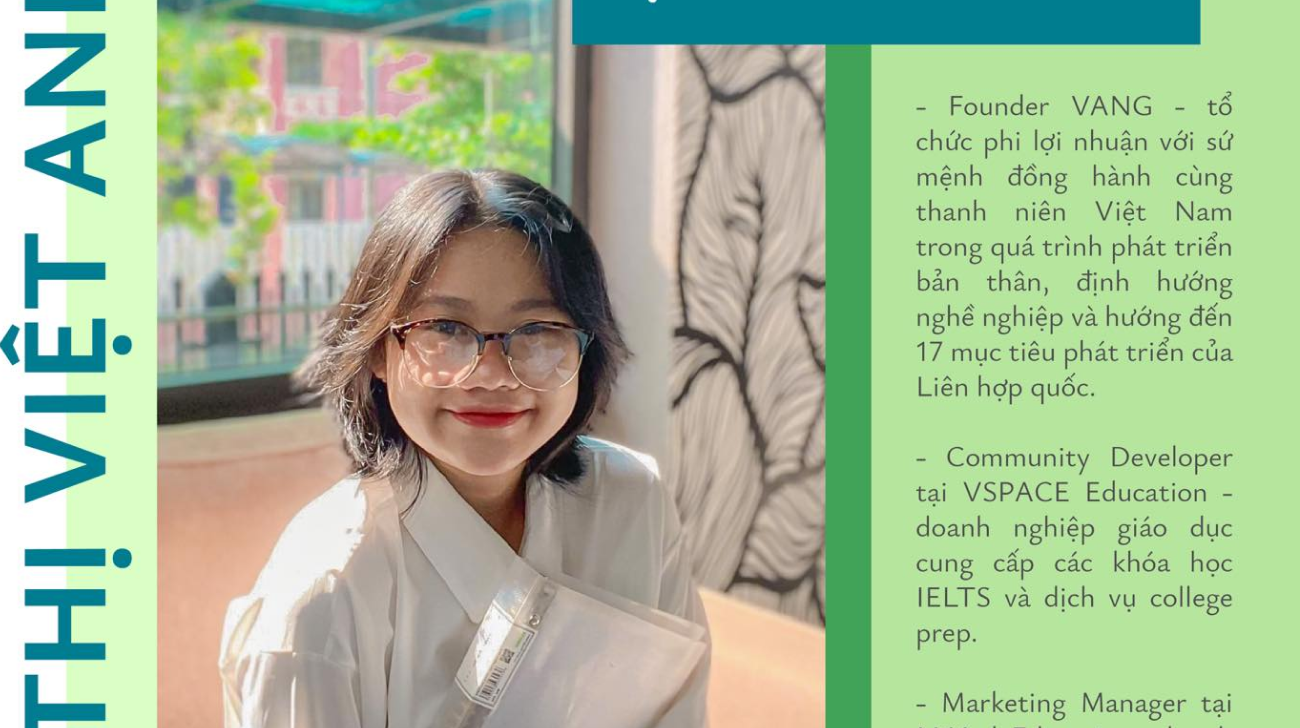 THỊ VIỆT ANH
- Founder VANG - tổ
chức phi lợi nhuận với sứ
mệnh đồng hành cùng
thanh niên Việt Nam
trong quá trình phát triển
bản thân, định hướng
nghề nghiệp và hướng đến
17 mục tiêu phát triển của
Liên hợp quốc.
- Community Developer
tại VSPACE Education -
doanh nghiệp giáo dục
cung cấp các khóa học
IELTS và dịch vụ college
prep.
- Marketing Manager tại